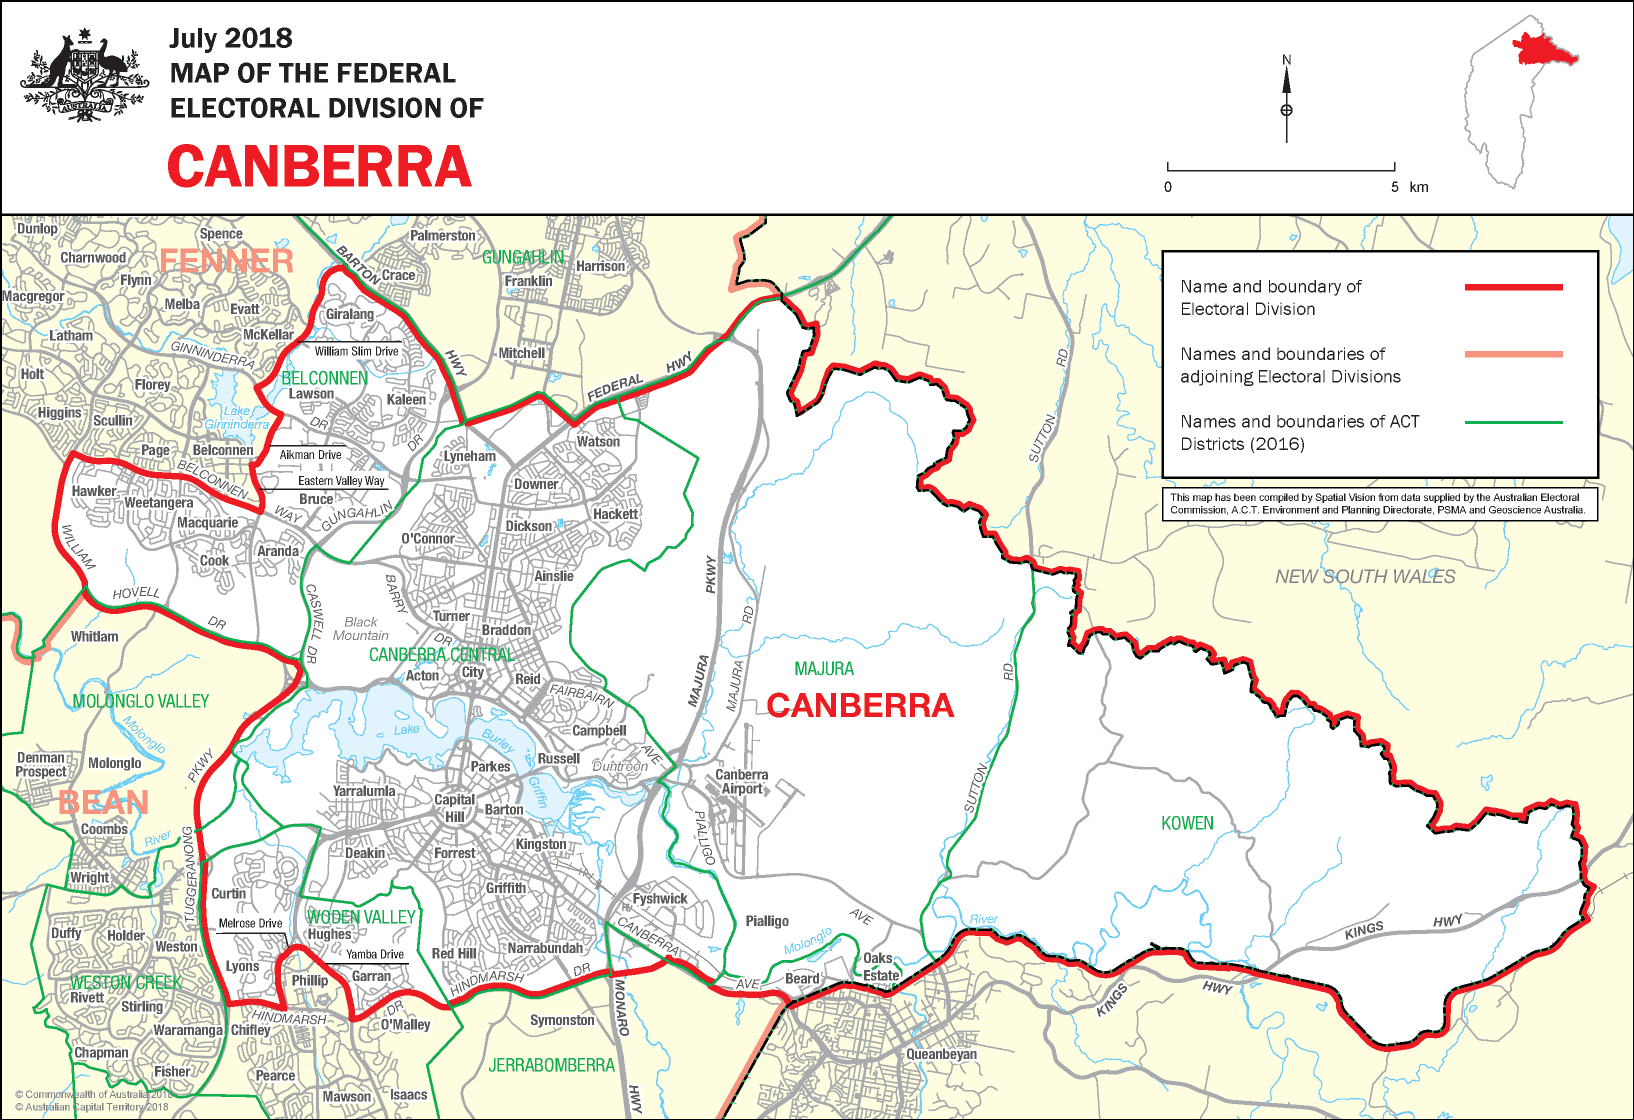 July 2018
MAP OF THE FEDERAL
ELECTORAL DIVISION OF
CANBERRA
AUSTRALIA
N
0 5 km
Name and boundary of
Electoral Division
Names and boundaries of
adjoining Electoral Divisions
Names and boundaries of ACT
Districts (2016)
This map has been compiled by Spatial Vision from data supplied by the Australian Electoral
Commission, A.C.T. Environment and Planning Directorate, PSMA and Geoscience Australia.
Dunlop
Spence
Palmerston
Charnwood
FENNER
BARTON
GUNGAHLIN
Harrison
Flynn
Crace
Franklin
Macgregor
Melba
Evatt
Giralang
Latham
McKellar
GINNINDERRA
William Slim Drive
HWY
Mitchell
Holt
Florey
BELCONNEN
Lawson
Kaleen
FEDERAL
HWY
Higgins
Scullin
Lake
Ginninderra
DR
DR
Watson
SUTTON
RD
Page
Belconnen
Aikman Drive
Lyneham
BELCONNEN
Eastern Valley Way
Downer
Hawker
Weetangera
Bruce
WAY
GUNGAHLIN
Hackett
Macquarie
Dickson
WILLIAM
Cook
Aranda
O'Connor
HOVELL
DR
CASWELL DR
BARRY
DR
Ainslie
PKWY
RD
NEW SOUTH WALES
Whitlam
Black
Mountain
Turner
Braddon
CANBERRA CENTRAL
Acton
City
Reid
MAJURA
MAJURA
MAJURA
RD
CANBERRA
MOLONGLO VALLEY
Molonglo
FAIRBAIRN
AVE
Lake
Burley
Griffin
Campbell
Denman
Prospect
Molonglo
PKWY
Parkes
Russell
Duntroon
Canberra
Airport
SUTTON
BEAN
Yarralumla
Capital
Hill
Barton
Coombs
River
Kingston
PIALLIGO
KOWEN
Deakin
Forrest
Wright
TUGGERANONG
Curtin
Griffith
Fyshwick
Melrose Drive
WODEN VALLEY
Hughes
Pialligo
AVE
River
KINGS
HWY
Duffy
Holder
Weston
Yamba Drive
Red Hill
Narrabundah
CANBERRA
AVE
Molonglo
Oaks
Estate
Beard
WESTON CREEK
Lyons
Phillip
Garran
HINDMARSH
DR
Rivett
Stirling
HINDMARSH
DR
O'Malley
MONARO
HWY
Symonston
KINGS
HWY
Waramanga
Chifley
Chapman
Fisher
Pearce
JERRABOMBERRA
Queanbeyan
Mawson
Isaacs
© Commonwealth of Australia 2018
© Australian Capital Territory 2018